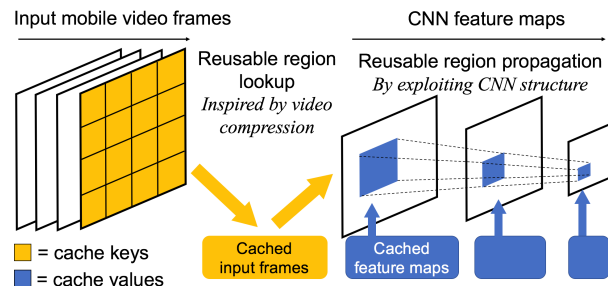 Input mobile video frames
CNN feature maps
Reusable region
lookup
Inspired by video
compression
Reusable region propagation
By exploiting CNN structure
Cached
input frames
Cached
feature maps
= cache keys
= cache values